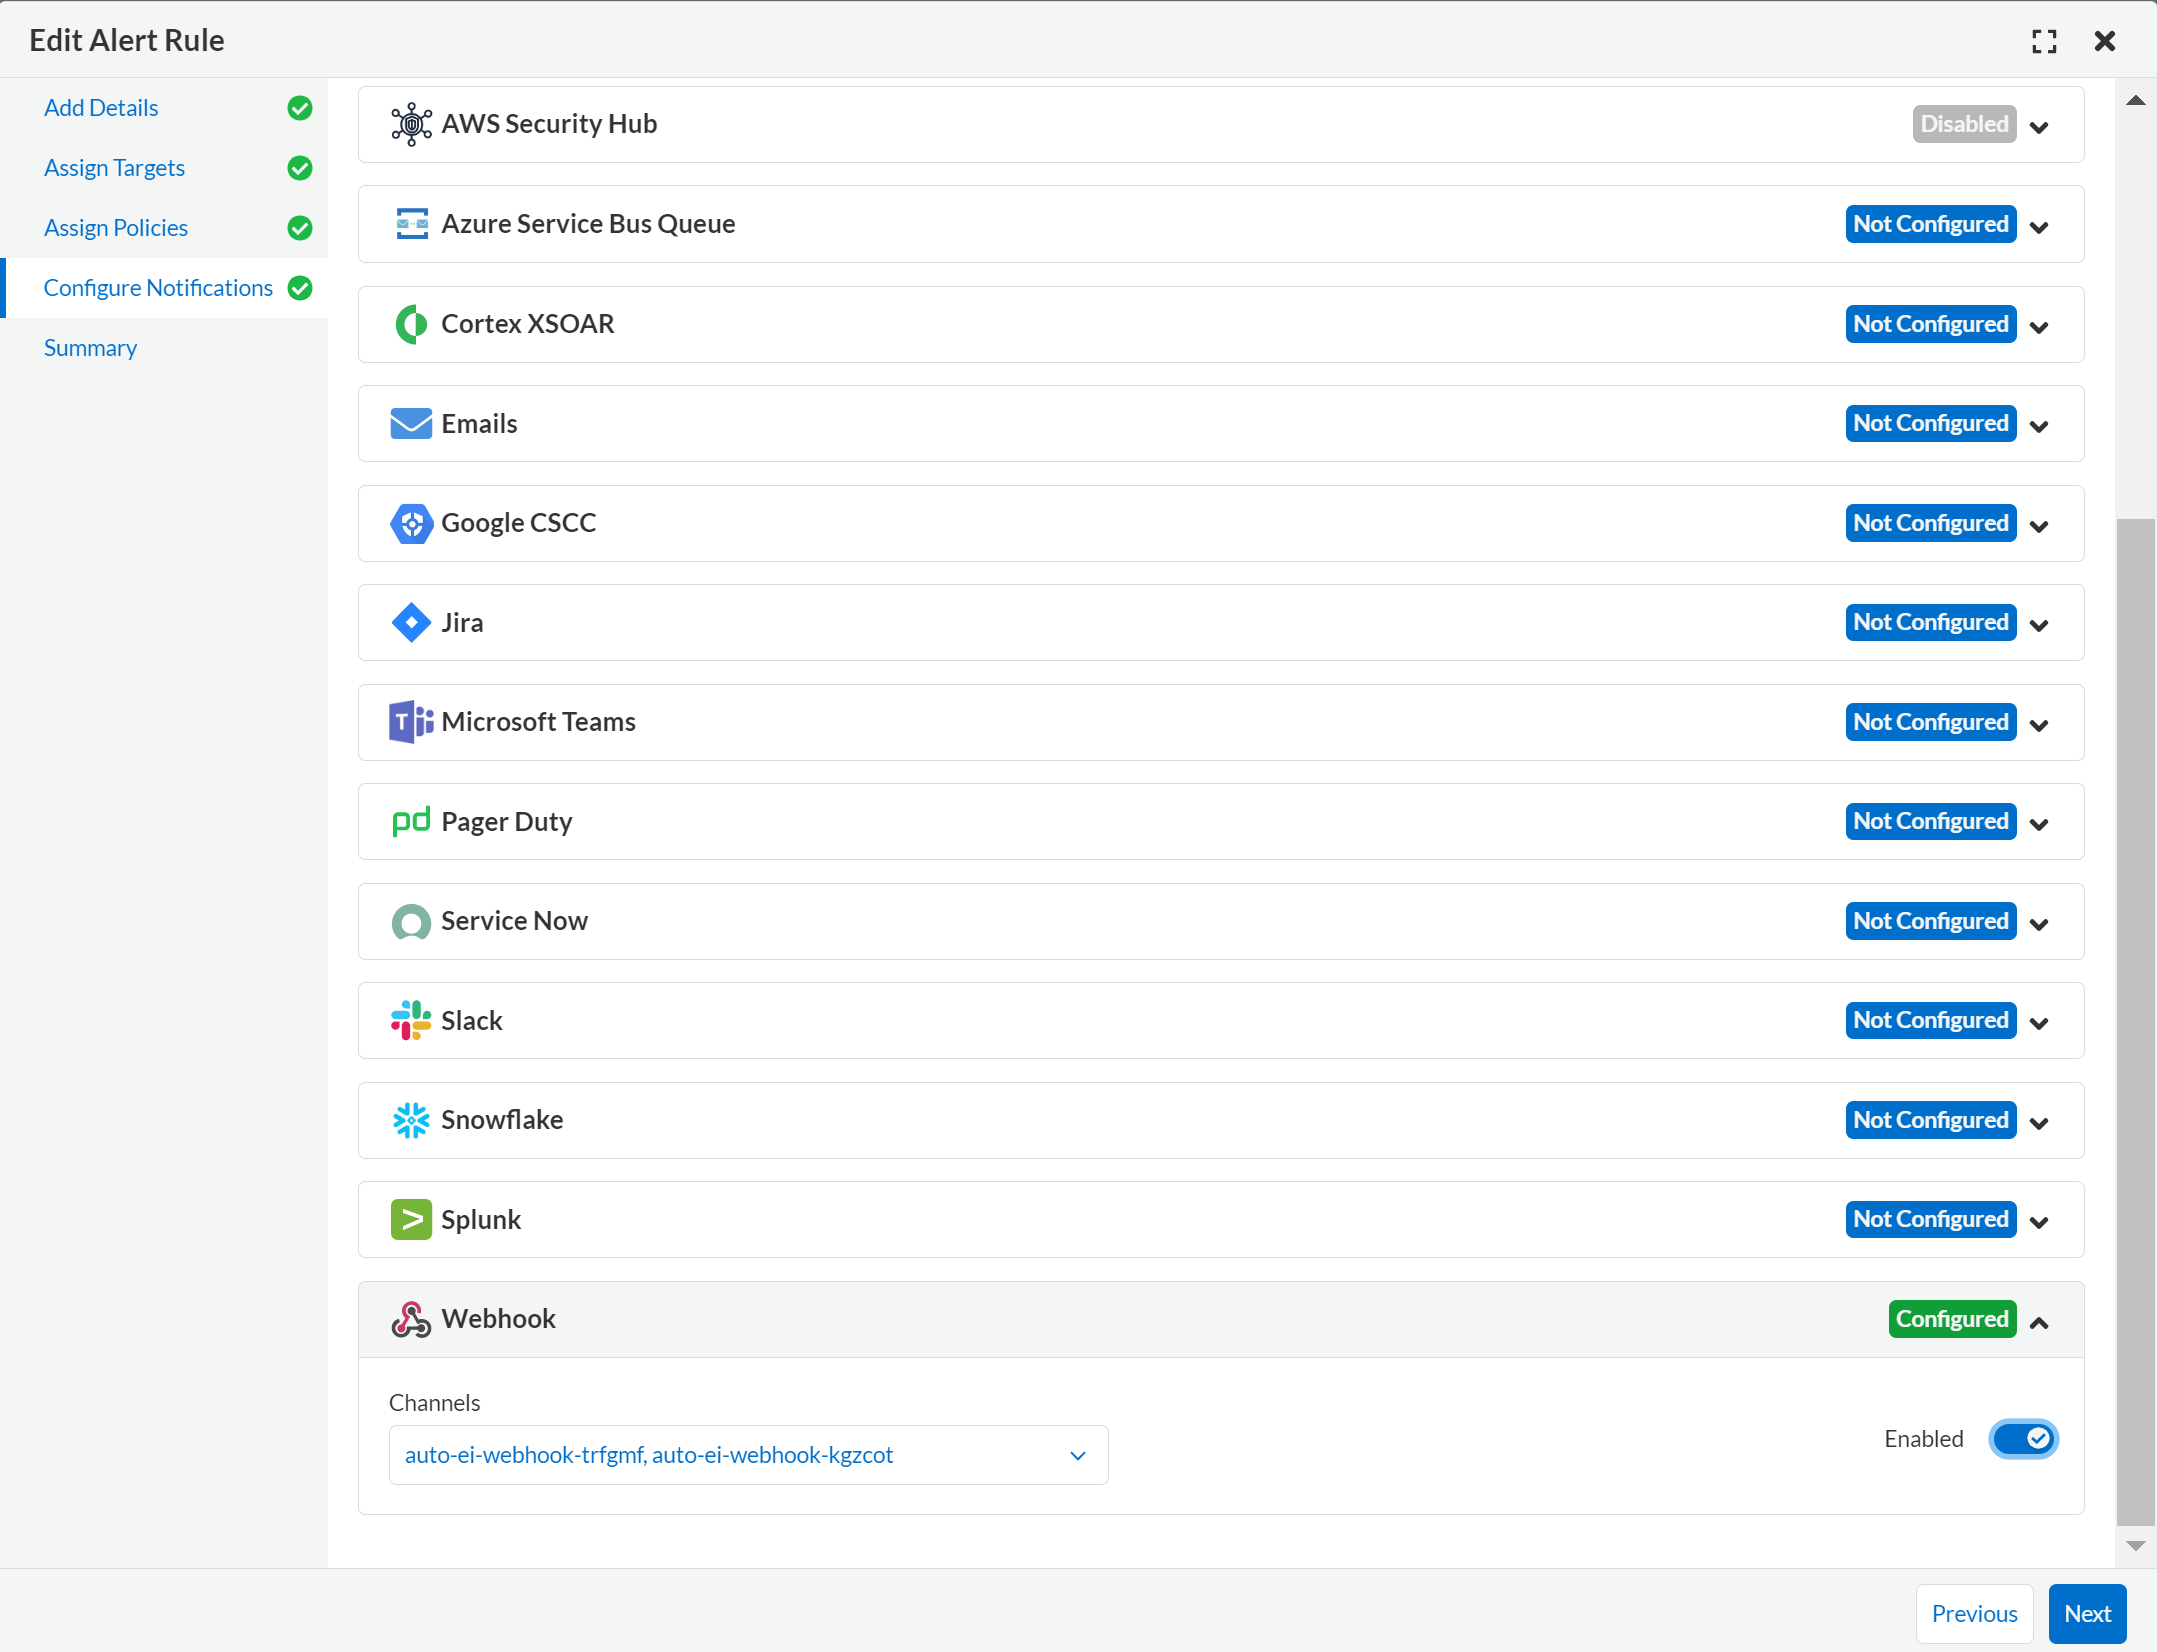 Edit Alert Rule
Add Details
Assign Targets
Assign Policies
Configure Notifications
Summary
AWS Security Hub Disabled
Azure Service Bus Queue Not Configured
Cortex XSOAR Not Configured
Emails Not Configured
Google CSCC Not Configured
Jira Not Configured
T Microsoft Teams Not Configured
pd Pager Duty Not Configured
Service Now Not Configured
Slack Not Configured
Snowflake Not Configured
> Splunk Not Configured
Webhook Configured
Channels
auto-ei-webhook-trfgmf, auto-ei-webhook-kgzcot
Enabled
Previous Next